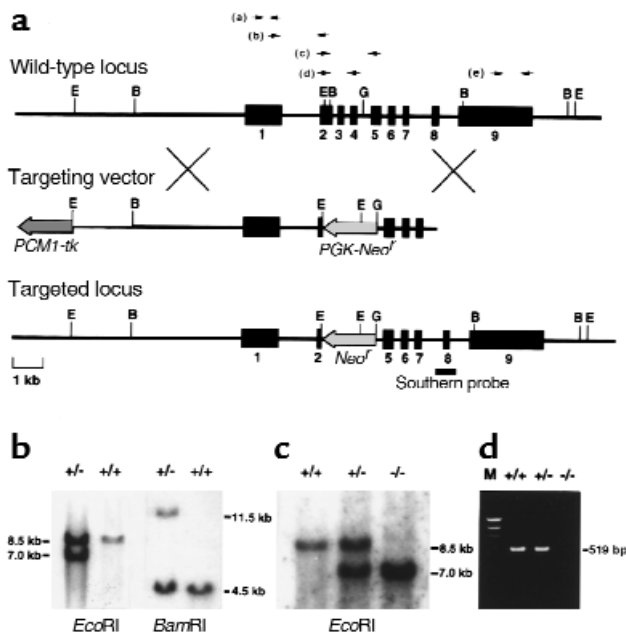 a
(a)
(b)
(c)
(d)
(e)
Wild-type locus
E B E B G B B E
1 2 3 4 5 6 7 8 9
Targeting vector
E B E E G
PCM1-tk PGK-Neoʳ
Targeted locus
E B E E G B B E
1 2 Neoʳ 5 6 7 8 9
1 kb
Southern probe
b
+/- +/+ +/- +/+
8.5 kb
7.0 kb
11.5 kb
4.5 kb
EcoRI BamRI
c
+/+ +/- -/-
8.5 kb
7.0 kb
EcoRI
d
M +/+ +/- -/-
519 bp